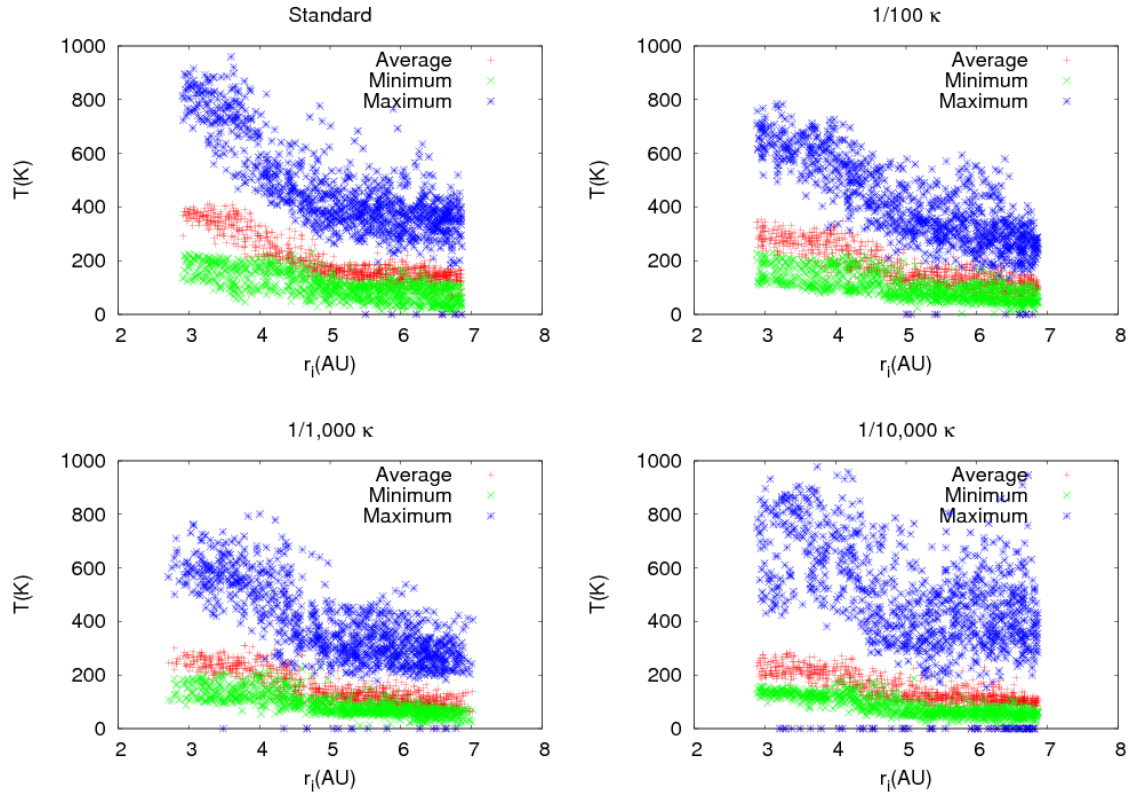 Standard
1000
800
600
400
200
0
T(K)
Average
Minimum
Maximum
2 3 4 5 6 7 8
r_i(AU)
1/100 κ
1000
800
600
400
200
0
T(K)
Average
Minimum
Maximum
2 3 4 5 6 7 8
r_i(AU)
1/1,000 κ
1000
800
600
400
200
0
T(K)
Average
Minimum
Maximum
2 3 4 5 6 7 8
r_i(AU)
1/10,000 κ
1000
800
600
400
200
0
T(K)
Average
Minimum
Maximum
2 3 4 5 6 7 8
r_i(AU)